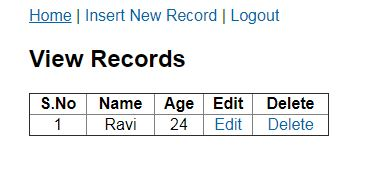 Home | Insert New Record | Logout
View Records
S.No Name Age Edit Delete
1 Ravi 24 Edit Delete